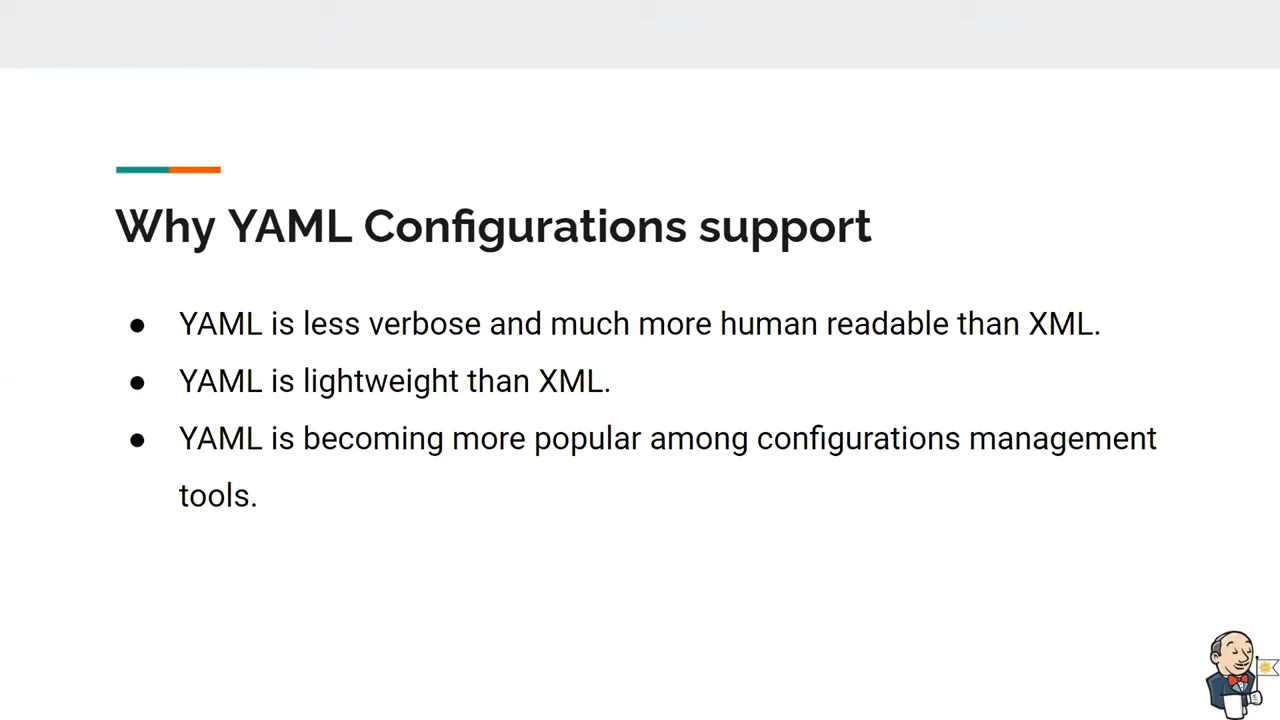 Why YAML Configurations support
● YAML is less verbose and much more human readable than XML.
● YAML is lightweight than XML.
● YAML is becoming more popular among configurations management
tools.